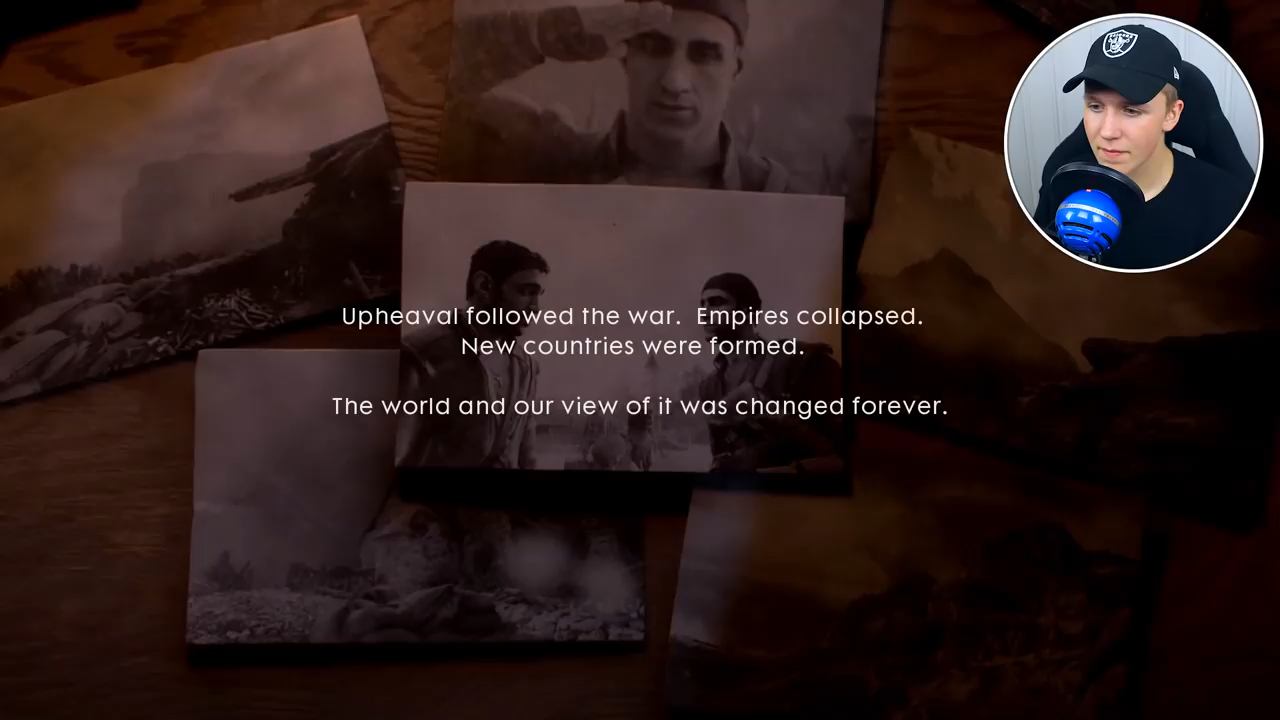 Upheaval followed the war.  Empires collapsed.
New countries were formed.
The world and our view of it was changed forever.